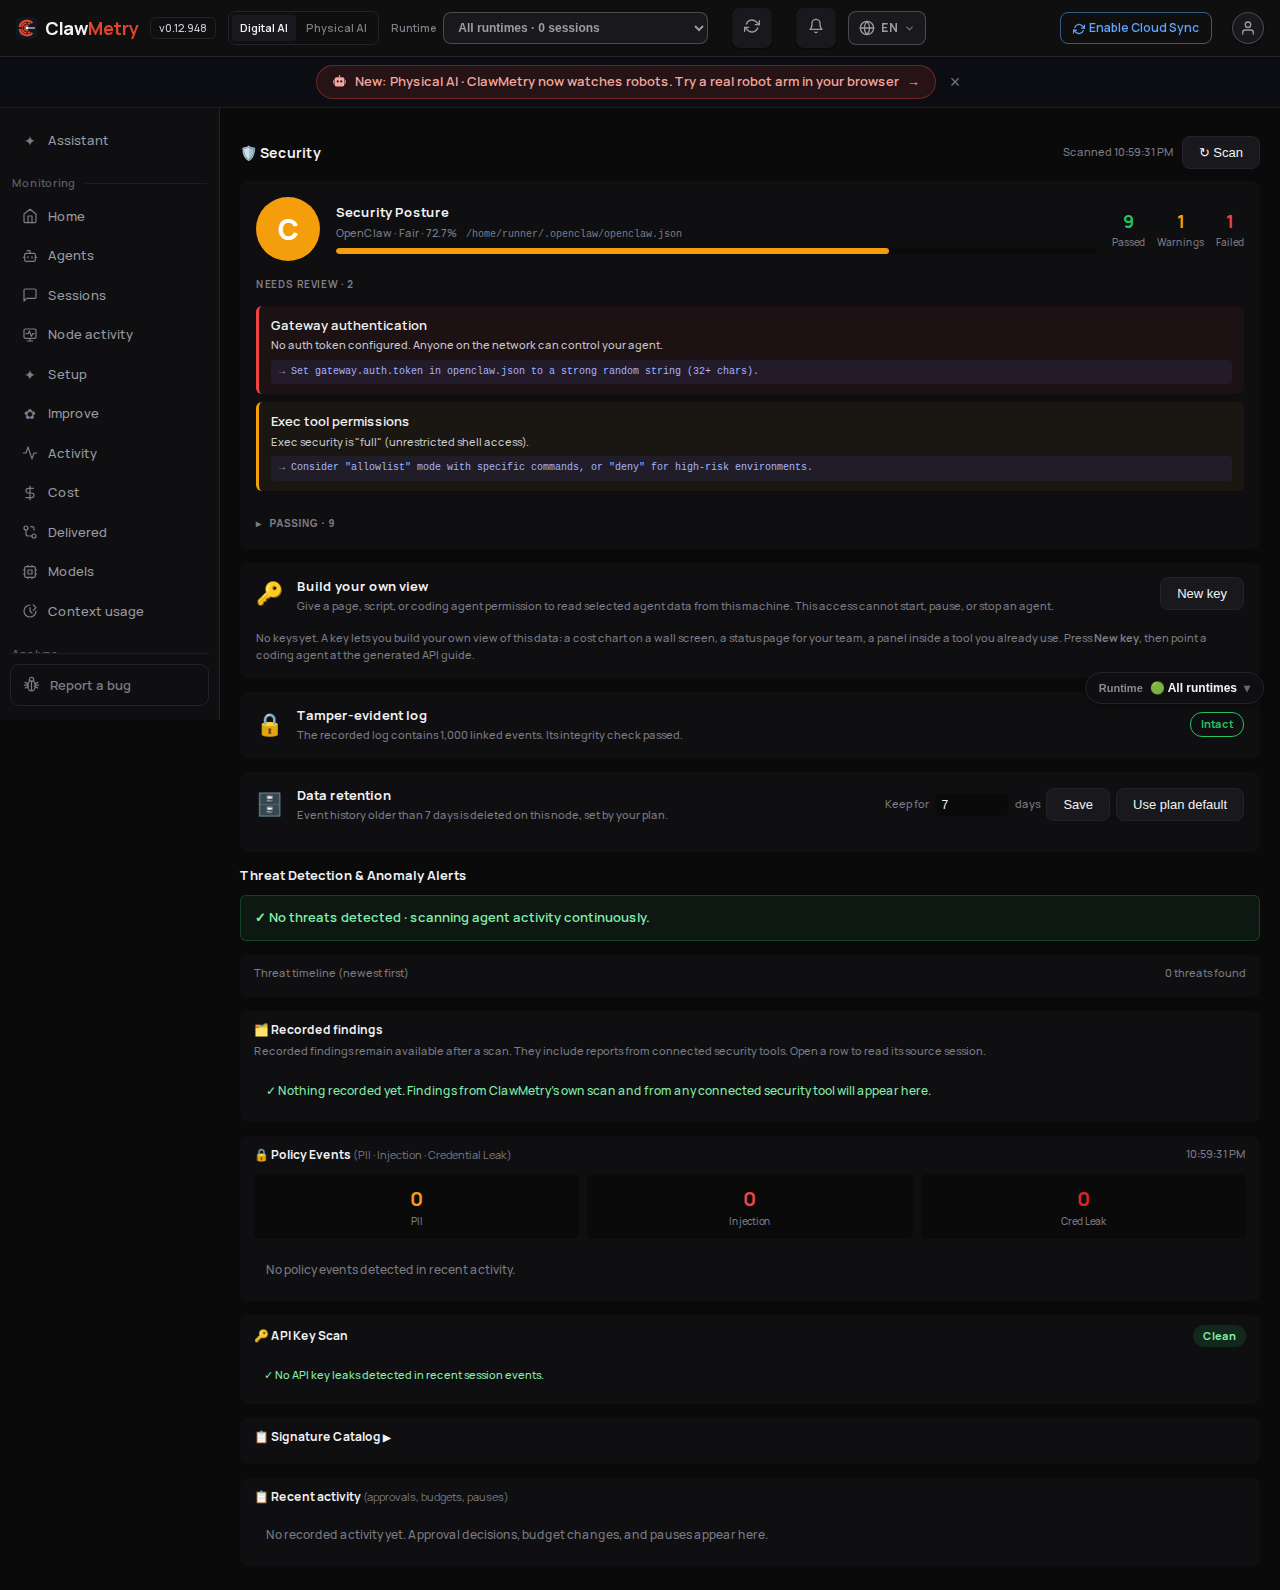 ClawMetry
v0.12.948
Digital AI
Physical AI
Runtime
All runtimes · 0 sessions
EN
Enable Cloud Sync
New: Physical AI · ClawMetry now watches robots. Try a real robot arm in your browser →
×
Assistant
Monitoring
Home
Agents
Sessions
Node activity
Setup
Improve
Activity
Cost
Delivered
Models
Context usage
Report a bug
Security
Scanned 10:59:31 PM
↻ Scan
C
Security Posture
OpenClaw · Fair · 72.7% /home/runner/.openclaw/openclaw.json
9 Passed
1 Warnings
1 Failed
NEEDS REVIEW · 2
Gateway authentication
No auth token configured. Anyone on the network can control your agent.
→ Set gateway.auth.token in openclaw.json to a strong random string (32+ chars).
Exec tool permissions
Exec security is "full" (unrestricted shell access).
→ Consider "allowlist" mode with specific commands, or "deny" for high-risk environments.
▸ PASSING · 9
Build your own view
Give a page, script, or coding agent permission to read selected agent data from this machine. This access cannot start, pause, or stop an agent.
New key
No keys yet. A key lets you build your own view of this data: a cost chart on a wall screen, a status page for your team, a panel inside a tool you already use. Press New key, then point a
coding agent at the generated API guide.
Runtime All runtimes ▾
Tamper-evident log
The recorded log contains 1,000 linked events. Its integrity check passed.
Intact
Data retention
Event history older than 7 days is deleted on this node, set by your plan.
Keep for 7 days
Save
Use plan default
Threat Detection & Anomaly Alerts
✓ No threats detected · scanning agent activity continuously.
Threat timeline (newest first)
0 threats found
Recorded findings
Recorded findings remain available after a scan. They include reports from connected security tools. Open a row to read its source session.
✓ Nothing recorded yet. Findings from ClawMetry's own scan and from any connected security tool will appear here.
Policy Events (PII · Injection · Credential Leak)
10:59:31 PM
0
PII
0
Injection
0
Cred Leak
No policy events detected in recent activity.
API Key Scan
Clean
✓ No API key leaks detected in recent session events.
Signature Catalog ▶
Recent activity (approvals, budgets, pauses)
No recorded activity yet. Approval decisions, budget changes, and pauses appear here.